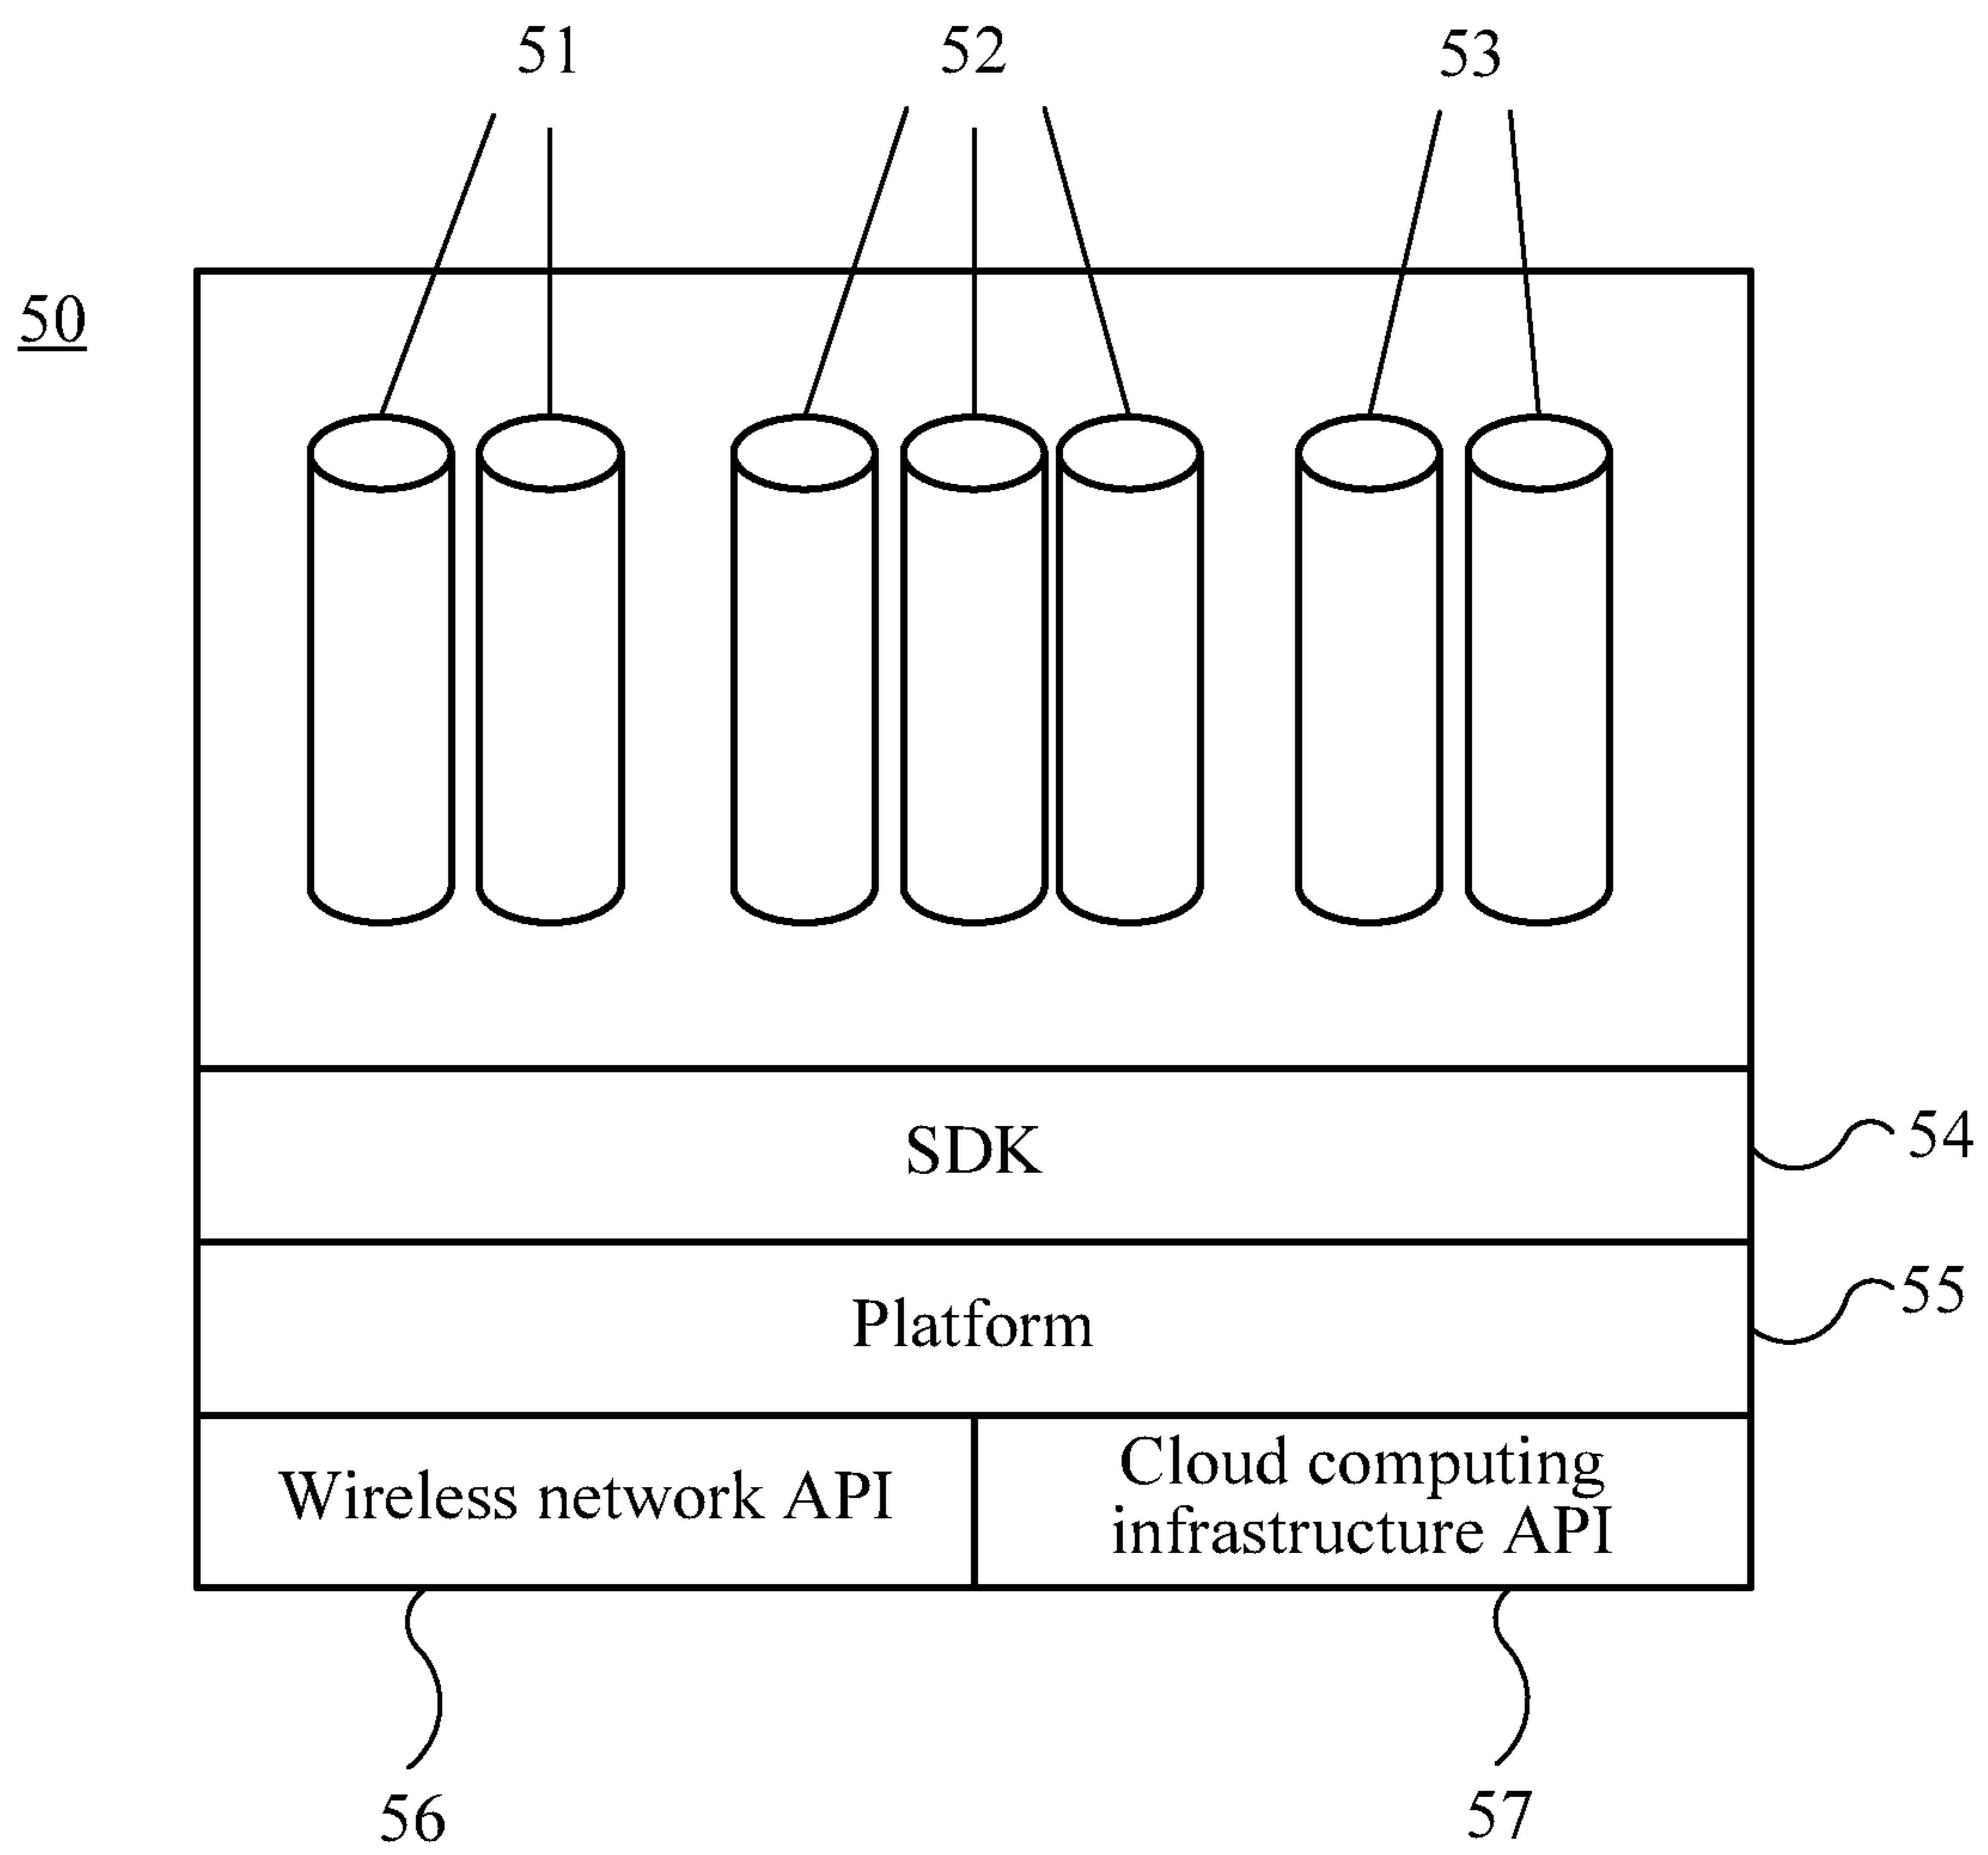 51
52
53
50
SDK
54
Platform
55
Wireless network API
Cloud computing
infrastructure API
56
57